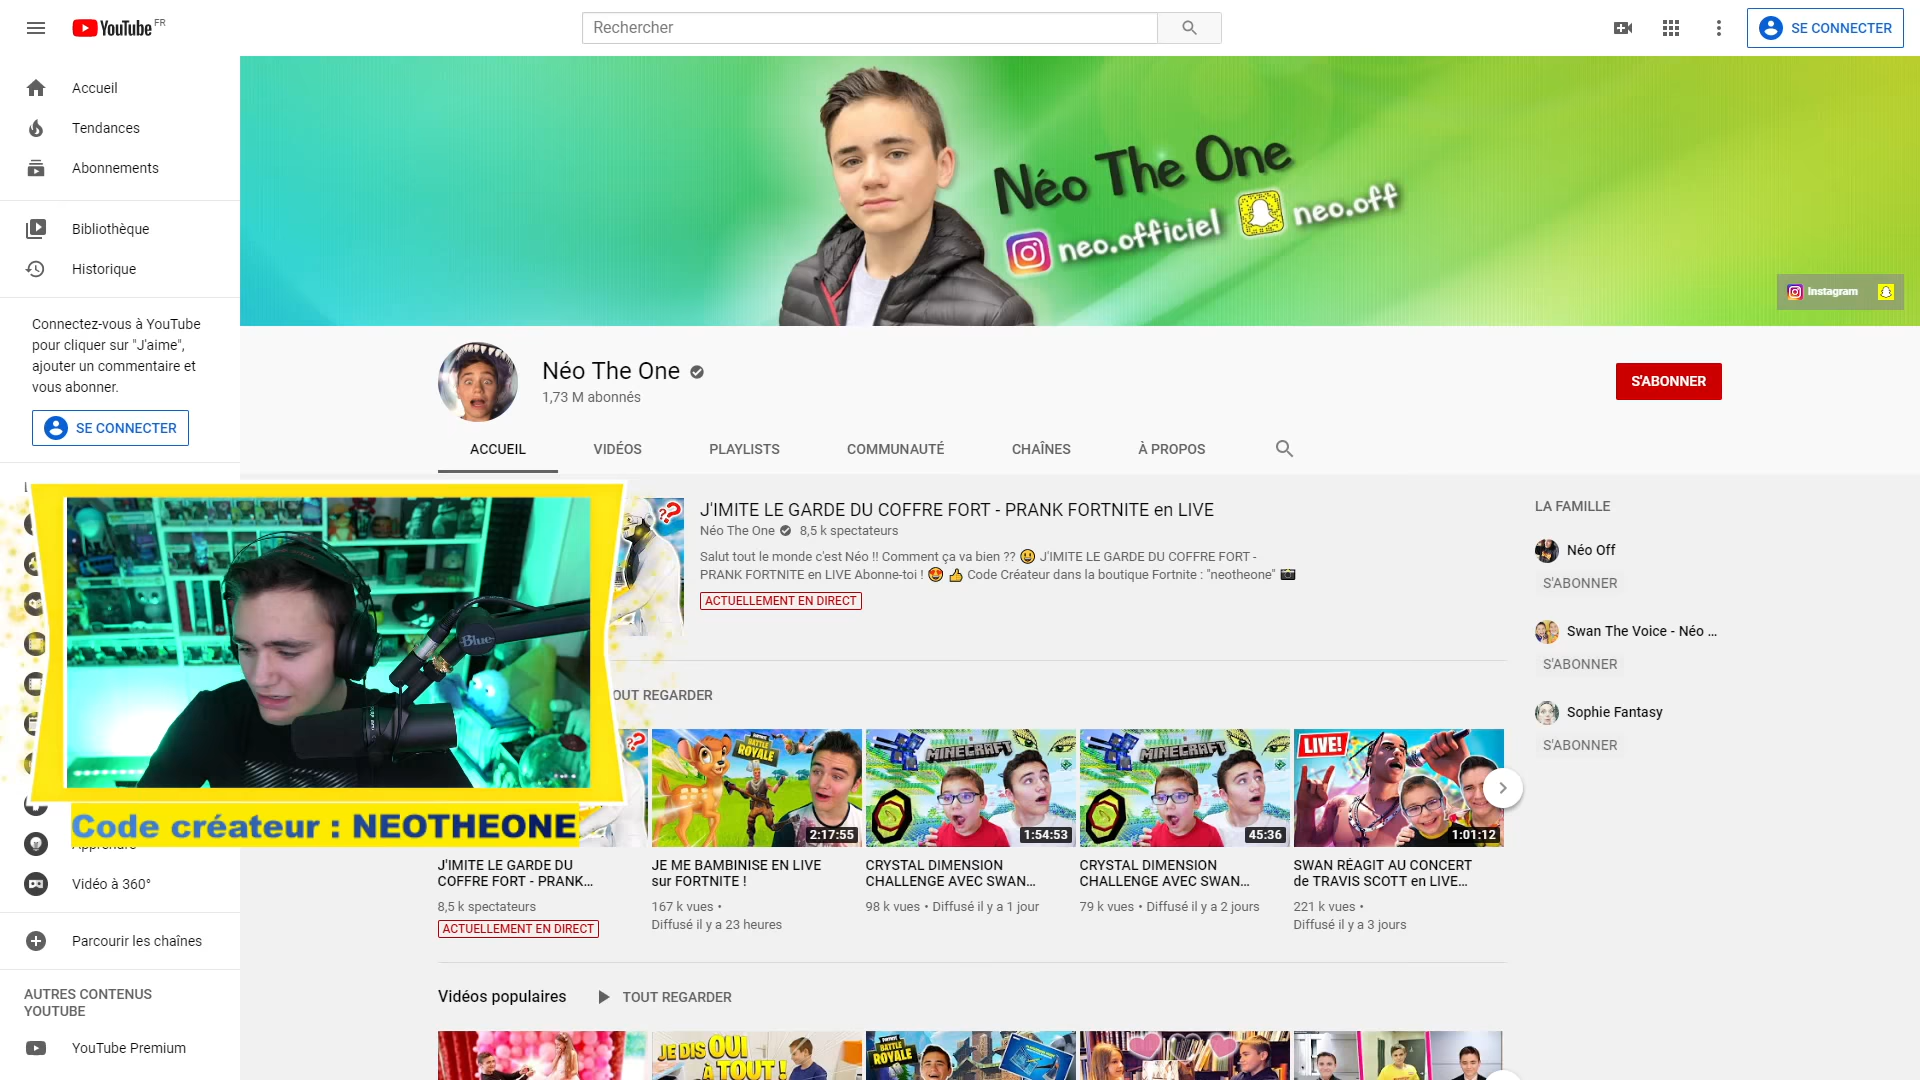 YouTube FR
Rechercher
SE CONNECTER
Accueil
Tendances
Abonnements
Bibliothèque
Historique
Connectez-vous à YouTube
pour cliquer sur "J'aime",
ajouter un commentaire et
vous abonner.
SE CONNECTER
Néo The One
neo.officiel
neo.off
Instagram
Néo The One
1,73 M abonnés
S'ABONNER
ACCUEIL
VIDÉOS
PLAYLISTS
COMMUNAUTÉ
CHAÎNES
À PROPOS
J'IMITE LE GARDE DU COFFRE FORT - PRANK FORTNITE en LIVE
Néo The One 8,5 k spectateurs
Salut tout le monde c'est Néo !! Comment ça va bien ?? 😃 J'IMITE LE GARDE DU COFFRE FORT -
PRANK FORTNITE en LIVE Abonne-toi ! 😍 👍 Code Créateur dans la boutique Fortnite : "neotheone" 📸
ACTUELLEMENT EN DIRECT
??
LA FAMILLE
Néo Off
S'ABONNER
Swan The Voice - Néo ...
S'ABONNER
Sophie Fantasy
S'ABONNER
Blue
OUT REGARDER
Code créateur : NEOTHEONE
??
BATTLE
ROYALE
2:17:55
MINECRAFT
1:54:53
MINECRAFT
45:36
LIVE!
1:01:12
J'IMITE LE GARDE DU
COFFRE FORT - PRANK...
8,5 k spectateurs
ACTUELLEMENT EN DIRECT
JE ME BAMBINISE EN LIVE
sur FORTNITE !
167 k vues •
Diffusé il y a 23 heures
CRYSTAL DIMENSION
CHALLENGE AVEC SWAN...
98 k vues • Diffusé il y a 1 jour
CRYSTAL DIMENSION
CHALLENGE AVEC SWAN...
79 k vues • Diffusé il y a 2 jours
SWAN RÉAGIT AU CONCERT
de TRAVIS SCOTT en LIVE...
221 k vues •
Diffusé il y a 3 jours
Apprendre
Vidéo à 360°
Parcourir les chaînes
AUTRES CONTENUS
YOUTUBE
YouTube Premium
Vidéos populaires
TOUT REGARDER
JE DIS OUI
À TOUT !
BATTLE
ROYALE